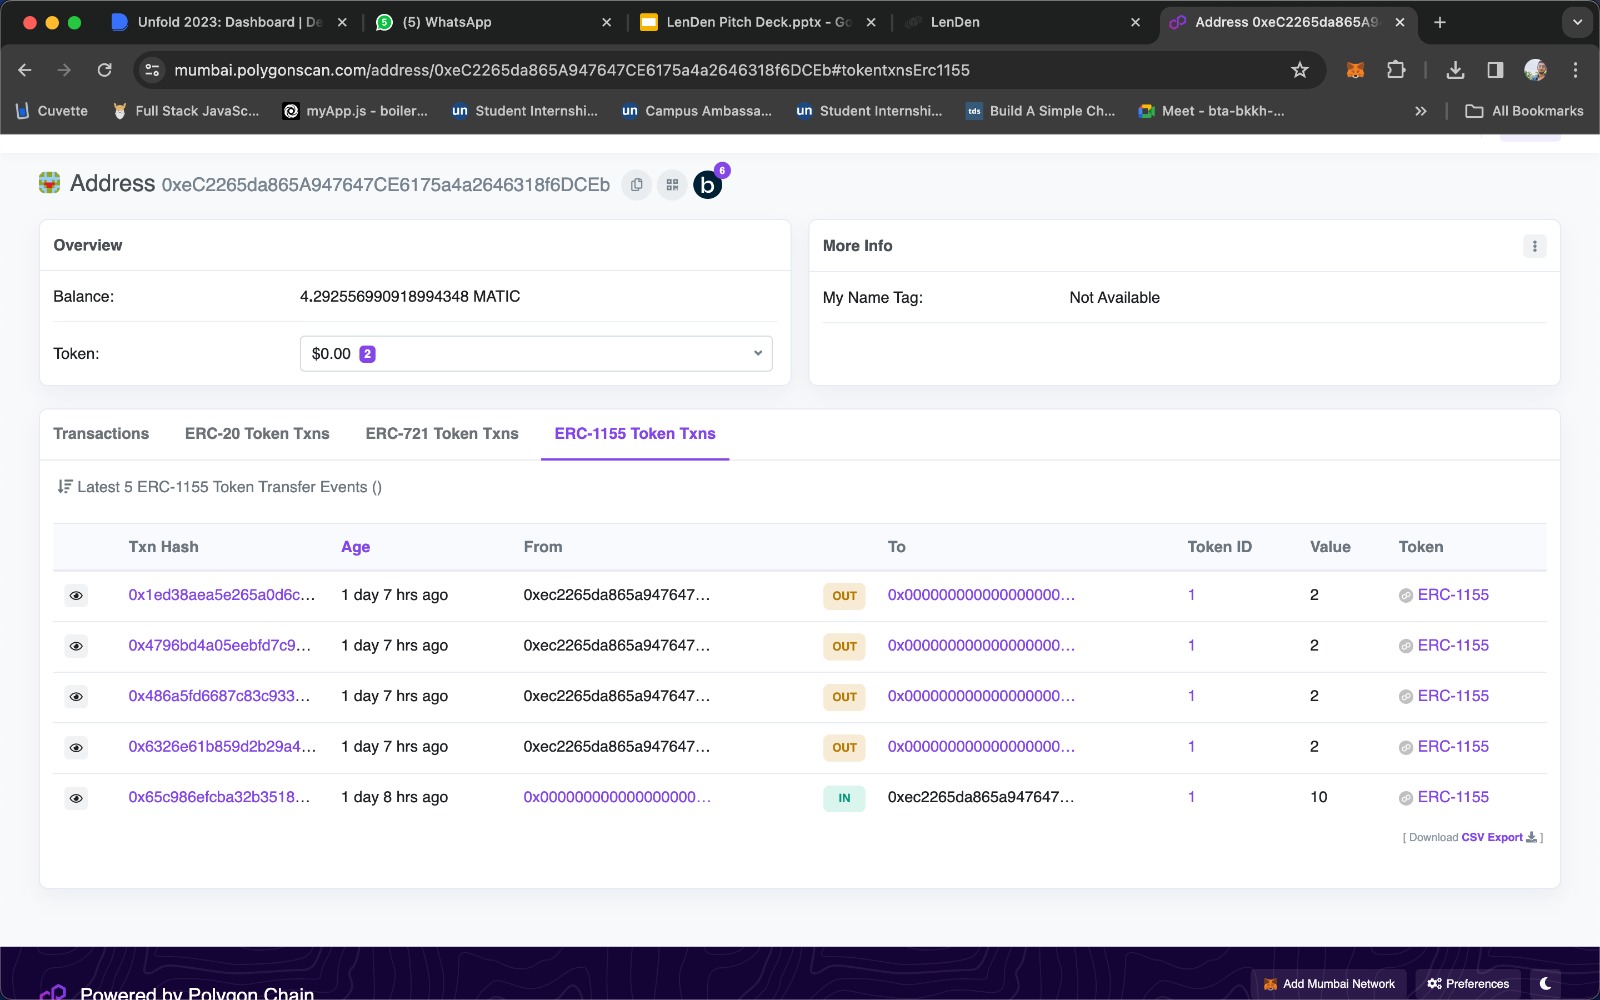 Unfold 2023: Dashboard | De
(5) WhatsApp
LenDen Pitch Deck.pptx - Go
LenDen
Address 0xeC2265da865A9
mumbai.polygonscan.com/address/0xeC2265da865A947647CE6175a4a2646318f6DCEb#tokentxnsErc1155
Cuvette
Full Stack JavaSc...
myApp.js - boiler...
un Student Internshi...
un Campus Ambassa...
un Student Internshi...
tds Build A Simple Ch...
Meet - bta-bkkh-...
All Bookmarks
Address 0xeC2265da865A947647CE6175a4a2646318f6DCEb
b 6
Overview
Balance: 4.292556990918994348 MATIC
Token: $0.00 2
More Info
My Name Tag: Not Available
Transactions ERC-20 Token Txns ERC-721 Token Txns ERC-1155 Token Txns
Latest 5 ERC-1155 Token Transfer Events ()
Txn Hash Age From To Token ID Value Token
0x1ed38aea5e265a0d6c... 1 day 7 hrs ago 0xec2265da865a947647... OUT 0x000000000000000000... 1 2 ERC-1155
0x4796bd4a05eebfd7c9... 1 day 7 hrs ago 0xec2265da865a947647... OUT 0x000000000000000000... 1 2 ERC-1155
0x486a5fd6687c83c933... 1 day 7 hrs ago 0xec2265da865a947647... OUT 0x000000000000000000... 1 2 ERC-1155
0x6326e61b859d2b29a4... 1 day 7 hrs ago 0xec2265da865a947647... OUT 0x000000000000000000... 1 2 ERC-1155
0x65c986efcba32b3518... 1 day 8 hrs ago 0x000000000000000000... IN 0xec2265da865a947647... 1 10 ERC-1155
[ Download CSV Export ]
Powered by Polygon Chain
Add Mumbai Network
Preferences